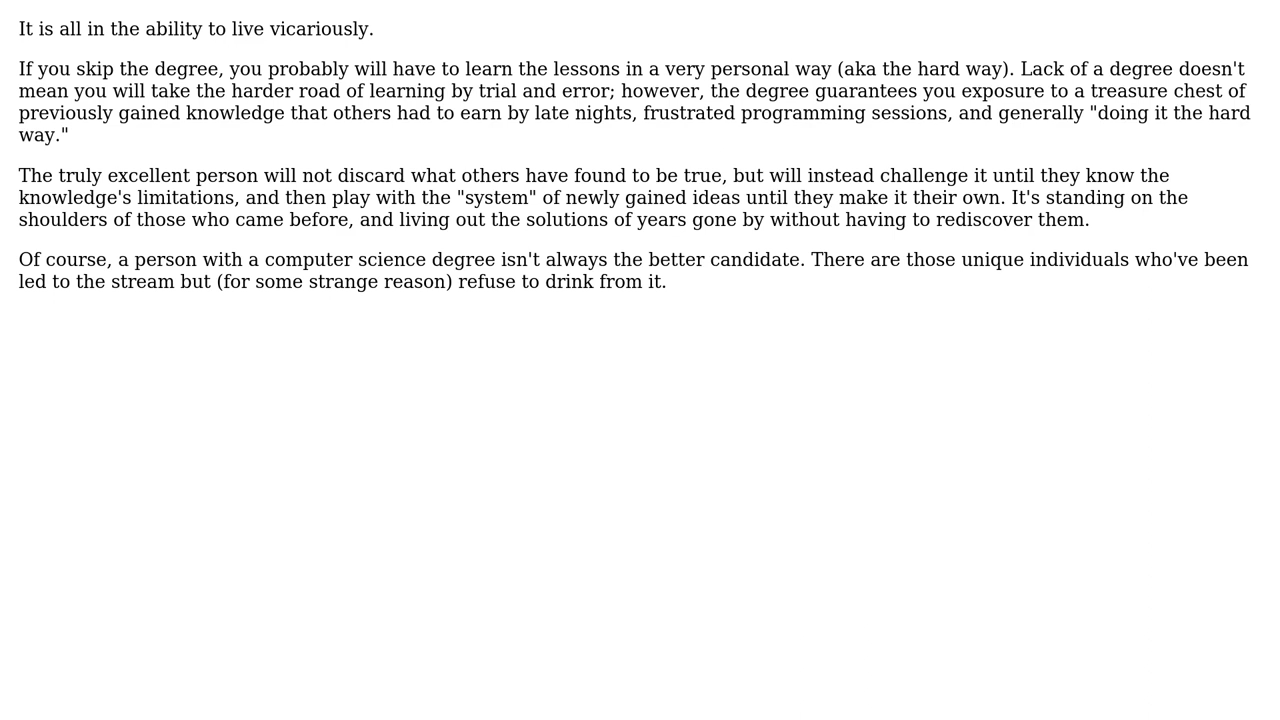 It is all in the ability to live vicariously.
If you skip the degree, you probably will have to learn the lessons in a very personal way (aka the hard way). Lack of a degree doesn't
mean you will take the harder road of learning by trial and error; however, the degree guarantees you exposure to a treasure chest of
previously gained knowledge that others had to earn by late nights, frustrated programming sessions, and generally "doing it the hard
way."
The truly excellent person will not discard what others have found to be true, but will instead challenge it until they know the
knowledge's limitations, and then play with the "system" of newly gained ideas until they make it their own. It's standing on the
shoulders of those who came before, and living out the solutions of years gone by without having to rediscover them.
Of course, a person with a computer science degree isn't always the better candidate. There are those unique individuals who've been
led to the stream but (for some strange reason) refuse to drink from it.